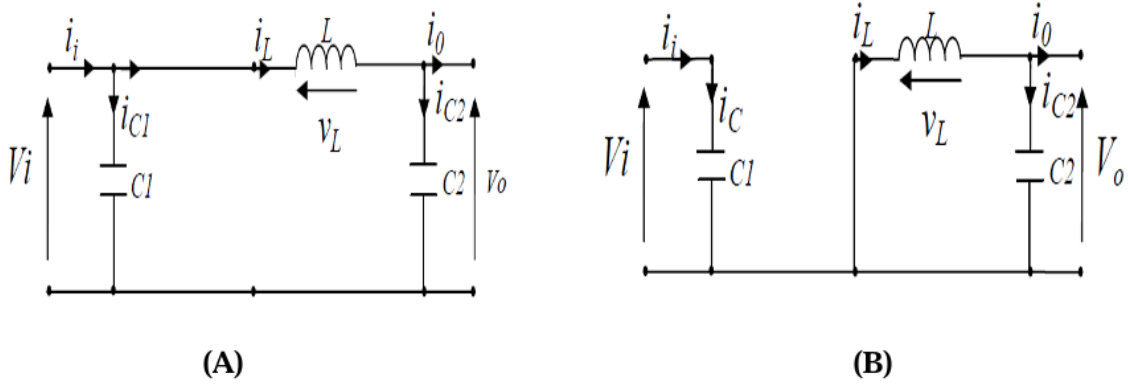 i_i i_L L i_0
i_C1 v_L i_C2
Vi C1 C2 Vo
(A)
i_i i_L L i_0
i_C v_L i_C2
Vi C1 C2 V_o
(B)